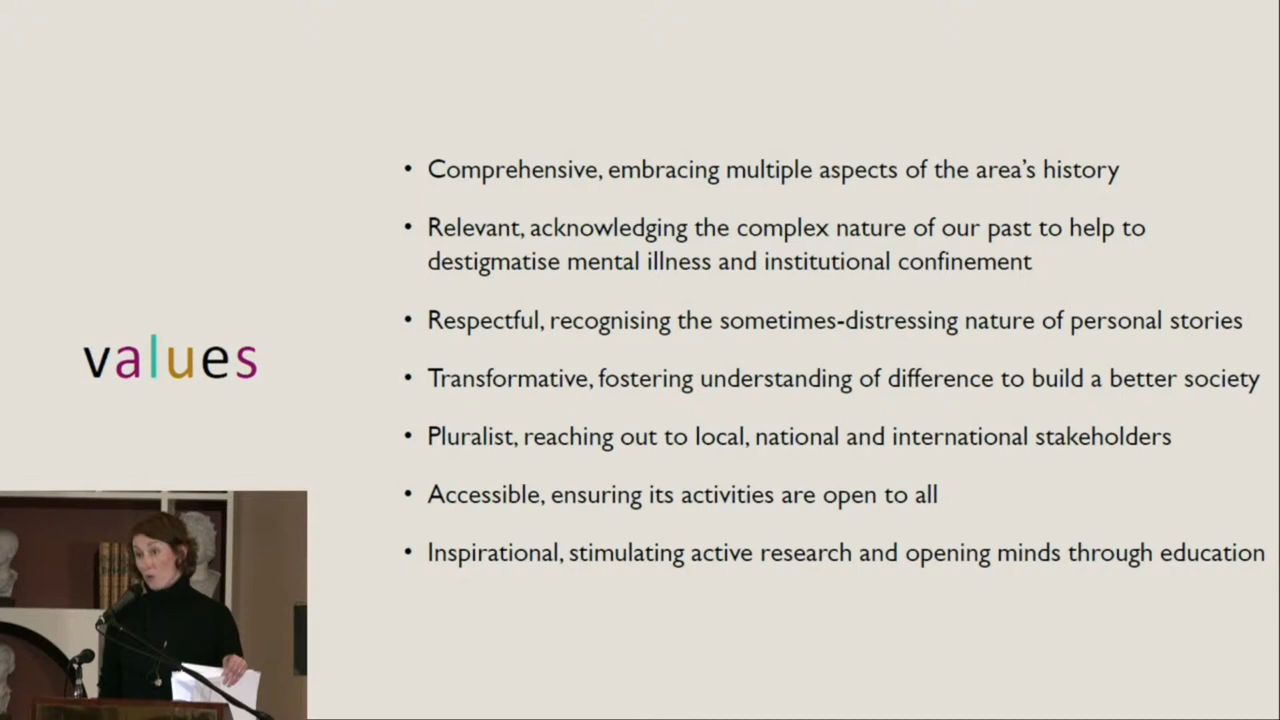 values
• Comprehensive, embracing multiple aspects of the area’s history
• Relevant, acknowledging the complex nature of our past to help to
destigmatise mental illness and institutional confinement
• Respectful, recognising the sometimes-distressing nature of personal stories
• Transformative, fostering understanding of difference to build a better society
• Pluralist, reaching out to local, national and international stakeholders
• Accessible, ensuring its activities are open to all
• Inspirational, stimulating active research and opening minds through education